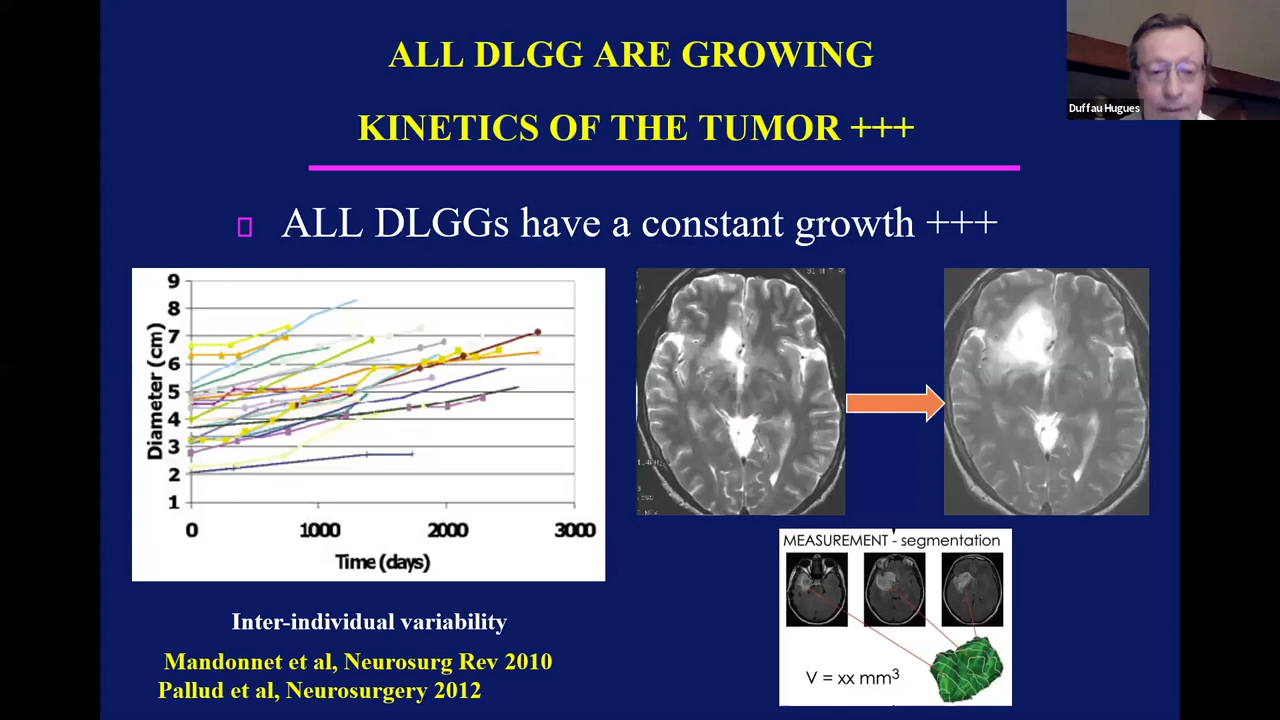 ALL DLGG ARE GROWING
KINETICS OF THE TUMOR +++
Duffau Hugues
ALL DLGGs have a constant growth +++
9
8
7
6
5
4
3
2
1
Diameter (cm)
0 1000 2000 3000
Time (days)
MEASUREMENT - segmentation
V = xx mm³
Inter-individual variability
Mandonnet et al, Neurosurg Rev 2010
Pallud et al, Neurosurgery 2012